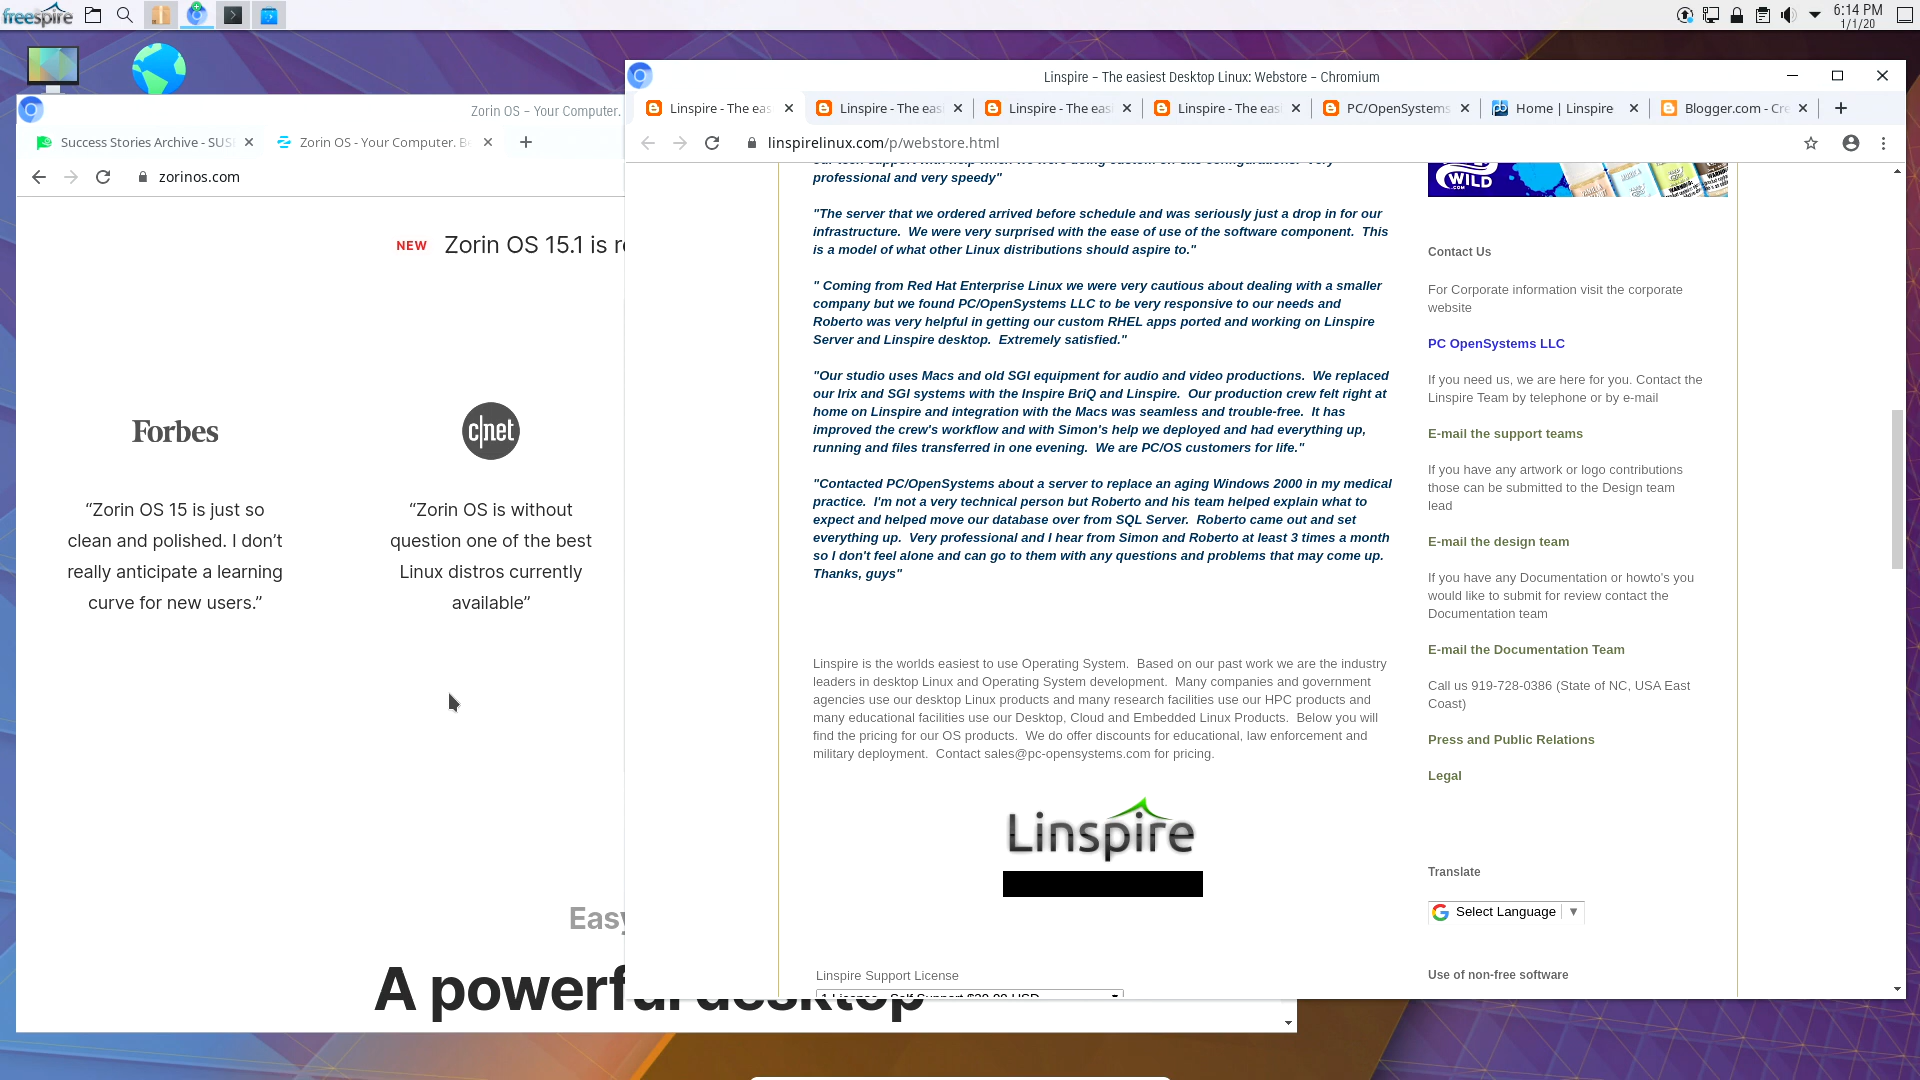 freespire
6:14 PM
1/1/20
Zorin OS – Your Computer.
Success Stories Archive - SUS
Zorin OS - Your Computer. Be
zorinos.com
NEW Zorin OS 15.1 is re
Forbes
c|net
“Zorin OS 15 is just so
clean and polished. I don’t
really anticipate a learning
curve for new users.”
“Zorin OS is without
question one of the best
Linux distros currently
available”
Easy
A powerful desktop
Linspire – The easiest Desktop Linux: Webstore – Chromium
Linspire - The eas
Linspire - The easi
Linspire - The easi
Linspire - The easi
PC/OpenSystems
Home | Linspire
Blogger.com - Cre
linspirelinux.com/p/webstore.html
professional and very speedy"
"The server that we ordered arrived before schedule and was seriously just a drop in for our
infrastructure.  We were very surprised with the ease of use of the software component.  This
is a model of what other Linux distributions should aspire to."
" Coming from Red Hat Enterprise Linux we were very cautious about dealing with a smaller
company but we found PC/OpenSystems LLC to be very responsive to our needs and
Roberto was very helpful in getting our custom RHEL apps ported and working on Linspire
Server and Linspire desktop.  Extremely satisfied."
"Our studio uses Macs and old SGI equipment for audio and video productions.  We replaced
our Irix and SGI systems with the Inspire BriQ and Linspire.  Our production crew felt right at
home on Linspire and integration with the Macs was seamless and trouble-free.  It has
improved the crew's workflow and with Simon's help we deployed and had everything up,
running and files transferred in one evening.  We are PC/OS customers for life."
"Contacted PC/OpenSystems about a server to replace an aging Windows 2000 in my medical
practice.  I'm not a very technical person but Roberto and his team helped explain what to
expect and helped move our database over from SQL Server.  Roberto came out and set
everything up.  Very professional and I hear from Simon and Roberto at least 3 times a month
so I don't feel alone and can go to them with any questions and problems that may come up.
Thanks, guys"
Linspire is the worlds easiest to use Operating System.  Based on our past work we are the industry
leaders in desktop Linux and Operating System development.  Many companies and government
agencies use our desktop Linux products and many research facilities use our HPC products and
many educational facilities use our Desktop, Cloud and Embedded Linux Products.  Below you will
find the pricing for our OS products.  We do offer discounts for educational, law enforcement and
military deployment.  Contact sales@pc-opensystems.com for pricing.
Linspire
Linspire Support License
1 License - Self Support $39.99 USD
WILD
.COM
Contact Us
For Corporate information visit the corporate
website
PC OpenSystems LLC
If you need us, we are here for you. Contact the
Linspire Team by telephone or by e-mail
E-mail the support teams
If you have any artwork or logo contributions
those can be submitted to the Design team
lead
E-mail the design team
If you have any Documentation or howto's you
would like to submit for review contact the
Documentation team
E-mail the Documentation Team
Call us 919-728-0386 (State of NC, USA East
Coast)
Press and Public Relations
Legal
Translate
Select Language
Use of non-free software